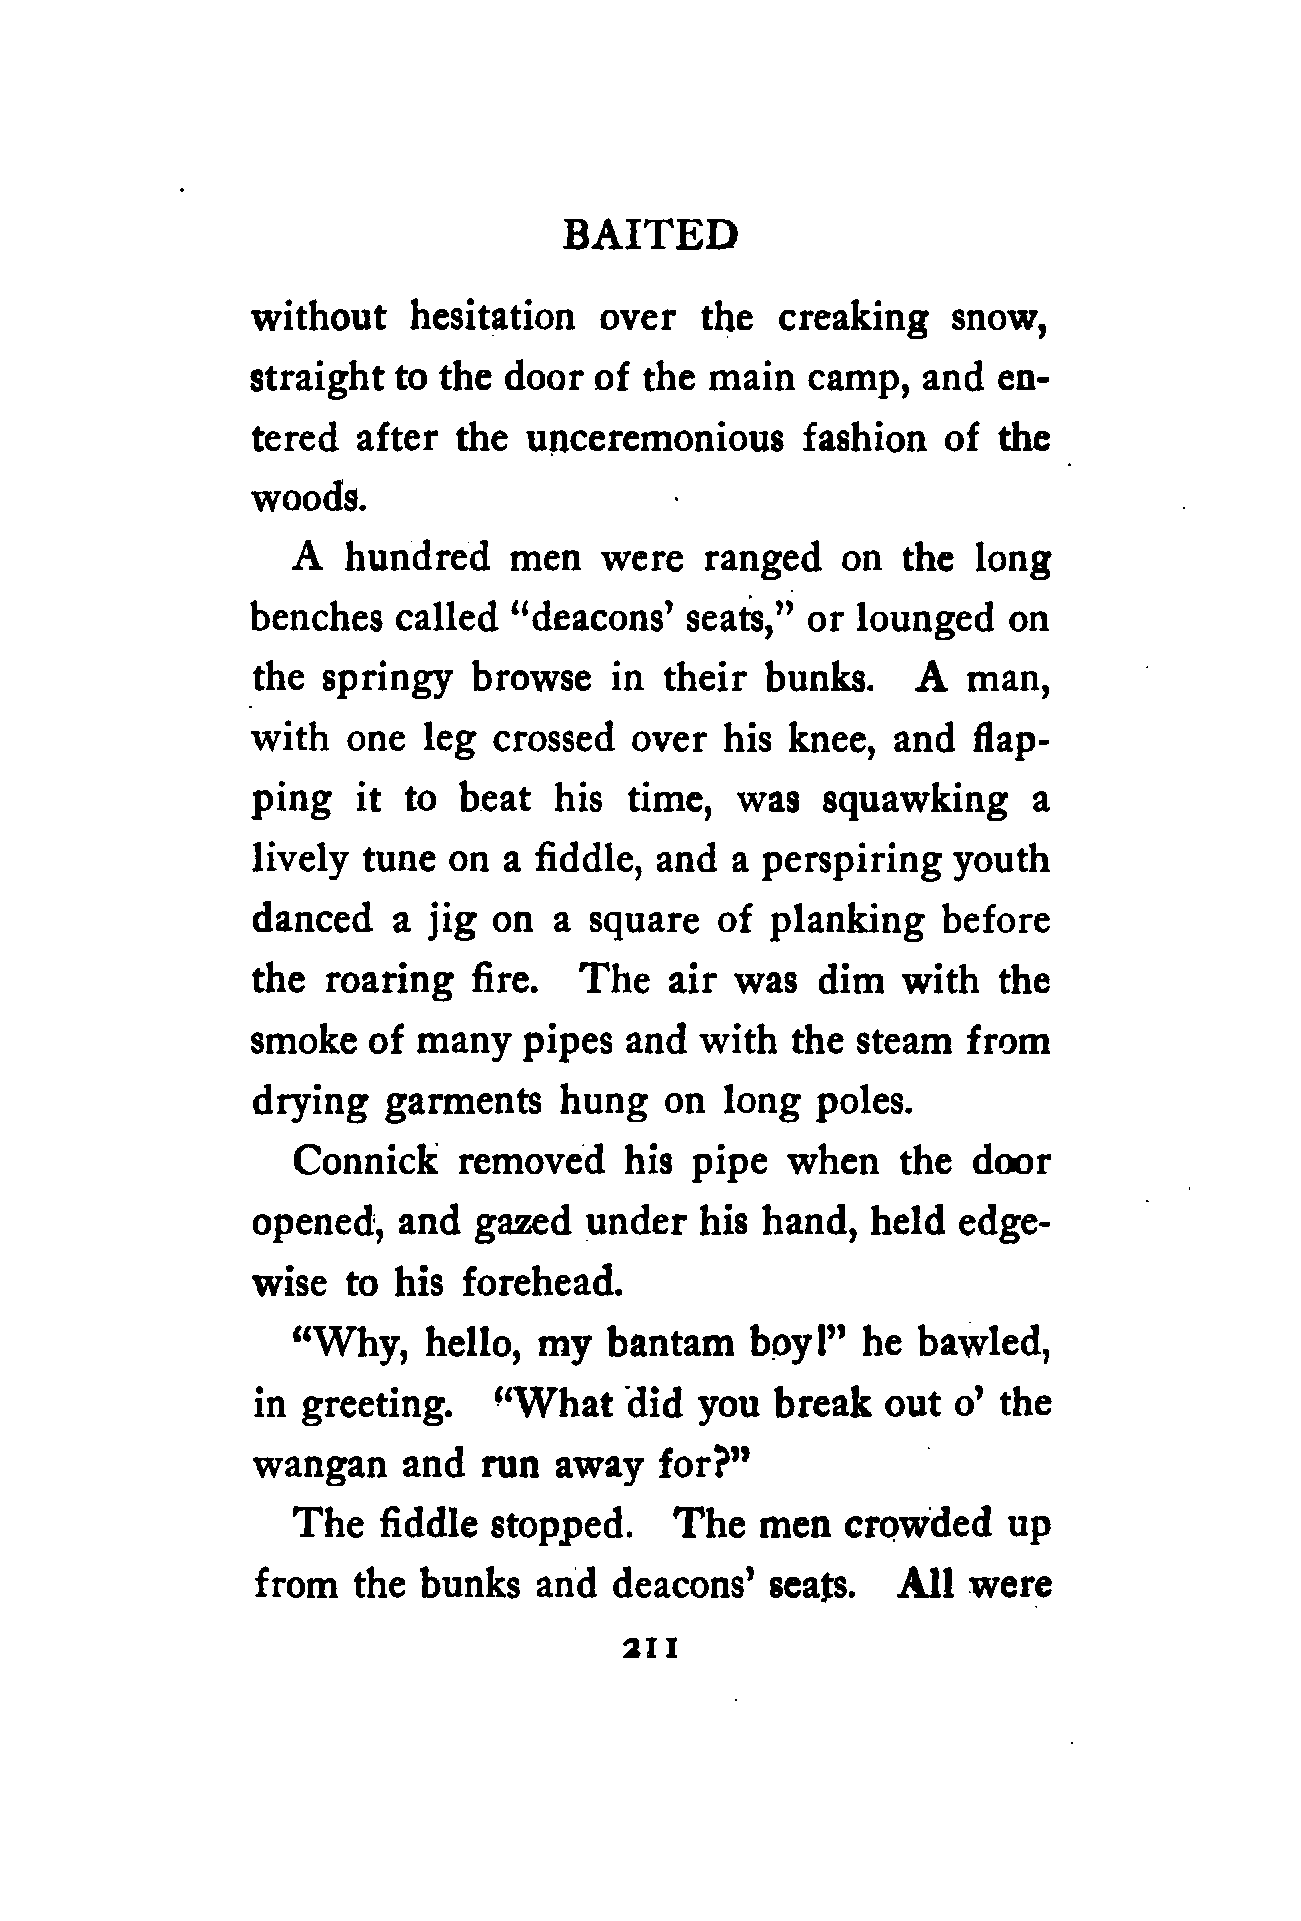 BAITED
without hesitation over the creaking snow,
straight to the door of the main camp, and en-
tered after the unceremonious fashion of the
woods.
A hundred men were ranged on the long
benches called “deacons’ seats,” or lounged on
the springy browse in their bunks. A man,
with one leg crossed over his knee, and flap-
ping it to beat his time, was squawking a
lively tune on a fiddle, and a perspiring youth
danced a jig on a square of planking before
the roaring fire. The air was dim with the
smoke of many pipes and with the steam from
drying garments hung on long poles.
Connick removed his pipe when the door
opened, and gazed under his hand, held edge-
wise to his forehead.
“Why, hello, my bantam boy!” he bawled,
in greeting. “What did you break out o’ the
wangan and run away for?”
The fiddle stopped. The men crowded up
from the bunks and deacons’ seats. All were
211